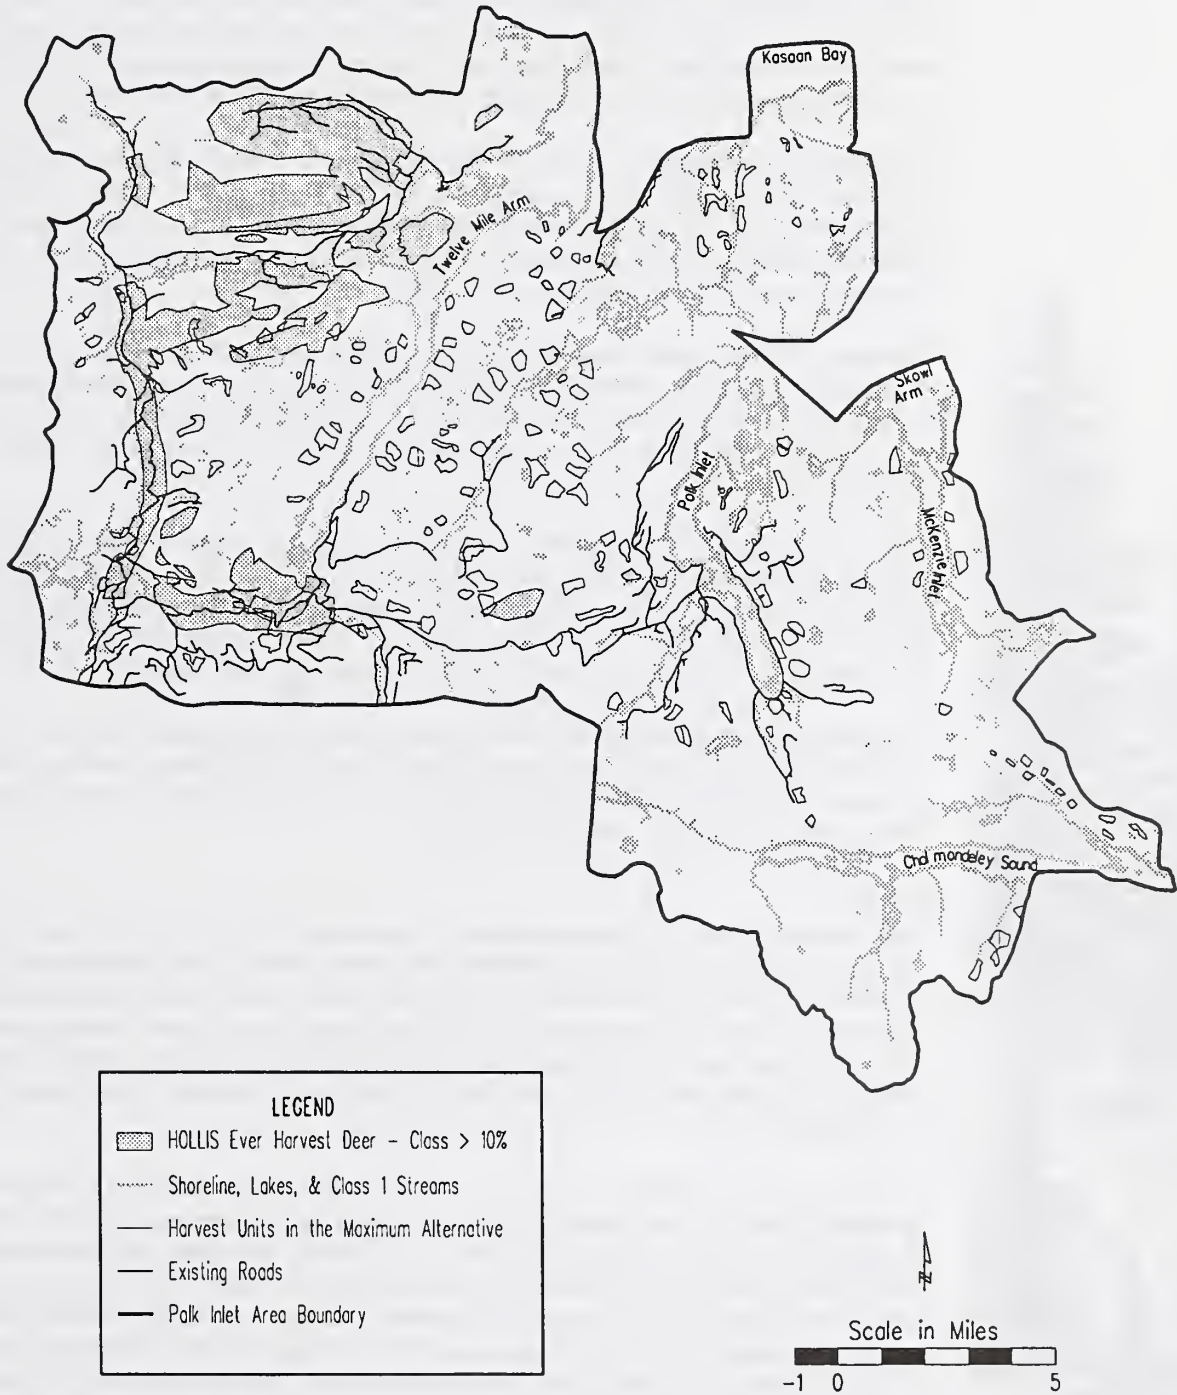 Kasaan Bay
Twelve Mile Arm
Skowl
Arm
Polk Inlet
McKenzie Inlet
Cholmondeley Sound
LEGEND
HOLLIS Ever Harvest Deer - Class > 10%
Shoreline, Lakes, & Class 1 Streams
Harvest Units in the Maximum Alternative
Existing Roads
Polk Inlet Area Boundary
N
Scale in Miles
-1 0 5